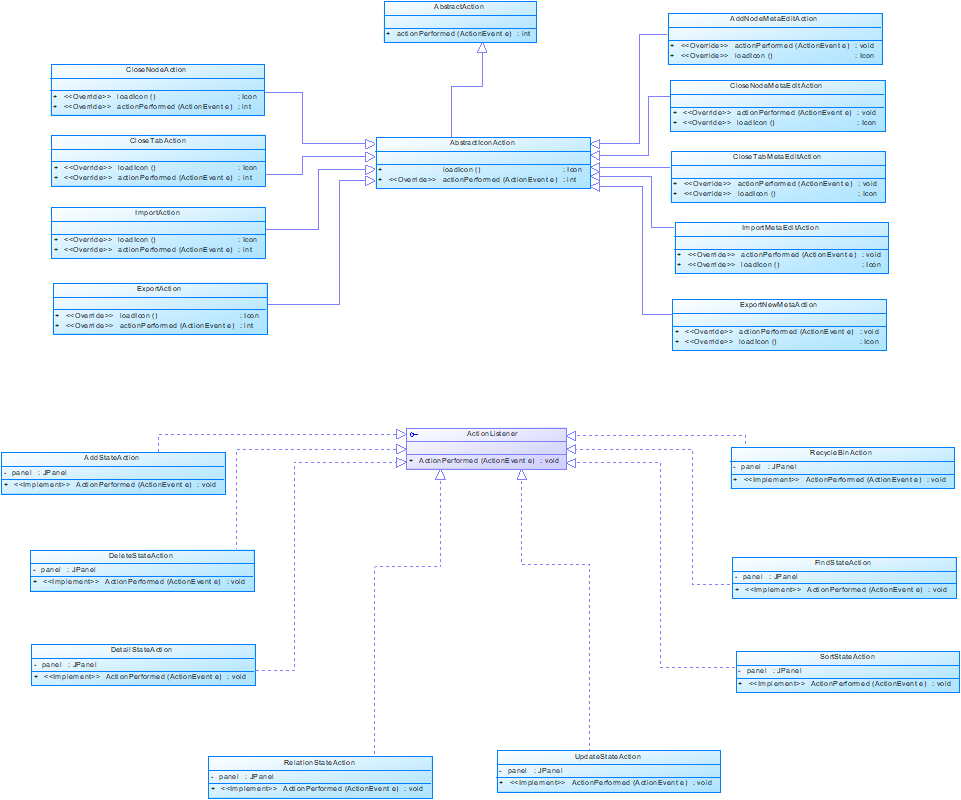 AbstractAction
+ actionPerformed (ActionEvent e) : int
AddNodeMetaEditAction
+ <<Override>> actionPerformed (ActionEvent e) : void
+ <<Override>> loadIcon () : Icon
CloseNodeAction
+ <<Override>> loadIcon () : Icon
+ <<Override>> actionPerformed (ActionEvent e) : int
CloseNodeMetaEditAction
+ <<Override>> actionPerformed (ActionEvent e) : void
+ <<Override>> loadIcon () : Icon
CloseTabAction
+ <<Override>> loadIcon () : Icon
+ <<Override>> actionPerformed (ActionEvent e) : int
AbstractIconAction
+ loadIcon () : Icon
+ <<Override>> actionPerformed (ActionEvent e) : int
CloseTabMetaEditAction
+ <<Override>> actionPerformed (ActionEvent e) : void
+ <<Override>> loadIcon () : Icon
ImportAction
+ <<Override>> loadIcon () : Icon
+ <<Override>> actionPerformed (ActionEvent e) : int
ImportMetaEditAction
+ <<Override>> actionPerformed (ActionEvent e) : void
+ <<Override>> loadIcon () : Icon
ExportAction
+ <<Override>> loadIcon () : Icon
+ <<Override>> actionPerformed (ActionEvent e) : int
ExportNewMetaAction
+ <<Override>> actionPerformed (ActionEvent e) : void
+ <<Override>> loadIcon () : Icon
ActionListener
+ ActionPerformed (ActionEvent e) : void
AddStateAction
- panel : JPanel
+ <<Implement>> ActionPerformed (ActionEvent e) : void
RecycleBinAction
- panel : JPanel
+ <<Implement>> ActionPerformed (ActionEvent e) : void
DeleteStateAction
- panel : JPanel
+ <<Implement>> ActionPerformed (ActionEvent e) : void
FindStateAction
- panel : JPanel
+ <<Implement>> ActionPerformed (ActionEvent e) : void
DetailStateAction
- panel : JPanel
+ <<Implement>> ActionPerformed (ActionEvent e) : void
SortStateAction
- panel : JPanel
+ <<Implement>> ActionPerformed (ActionEvent e) : void
RelationStateAction
- panel : JPanel
+ <<Implement>> ActionPerformed (ActionEvent e) : void
UpdateStateAction
- panel : JPanel
+ <<Implement>> ActionPerformed (ActionEvent e) : void